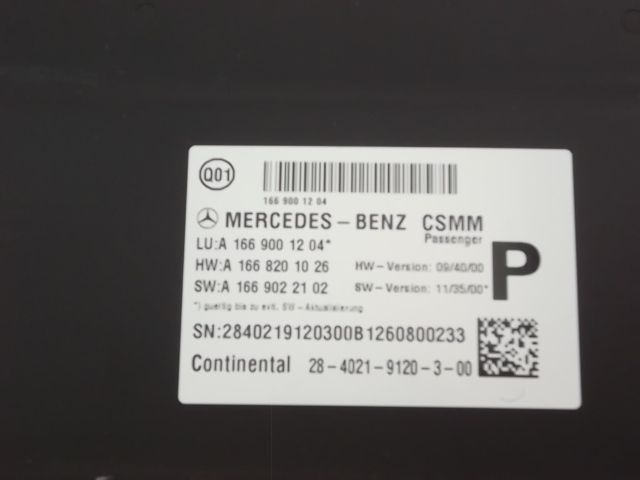 Q01
166 900 12 04
MERCEDES-BENZ CSMM
Passenger
LU:A 166 900 12 04*
HW:A 166 820 10 26 HW-Version: 09/40/00
SW:A 166 902 21 02 SW-Version: 11/35/00*
P
*) gueltig bis zu evtl. SW-Aktualisierung
SN:2840219120300B1260800233
Continental 28-4021-9120-3-00